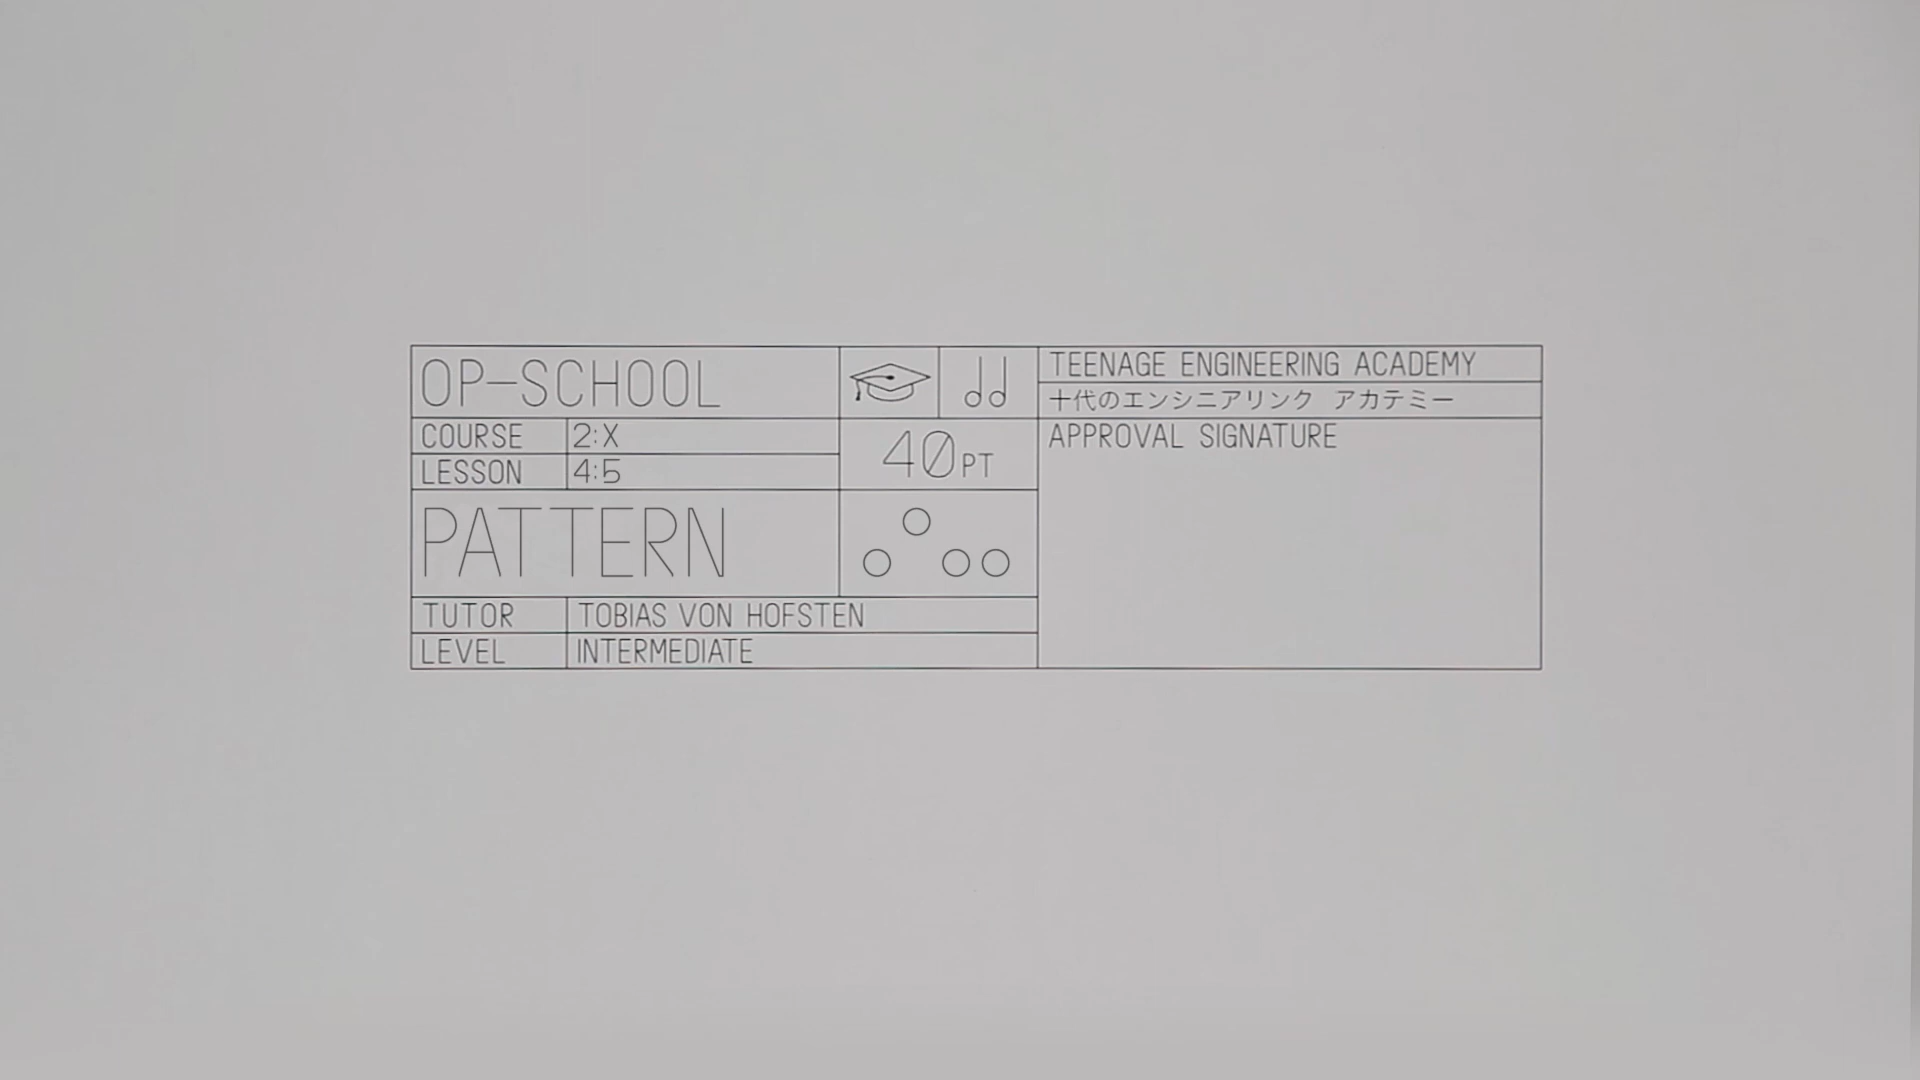 OP-SCHOOL
COURSE 2:X
LESSON 4:5
PATTERN
TUTOR TOBIAS VON HOFSTEN
LEVEL INTERMEDIATE
40PT
TEENAGE ENGINEERING ACADEMY
十代のエンシニアリンク アカテミー
APPROVAL SIGNATURE